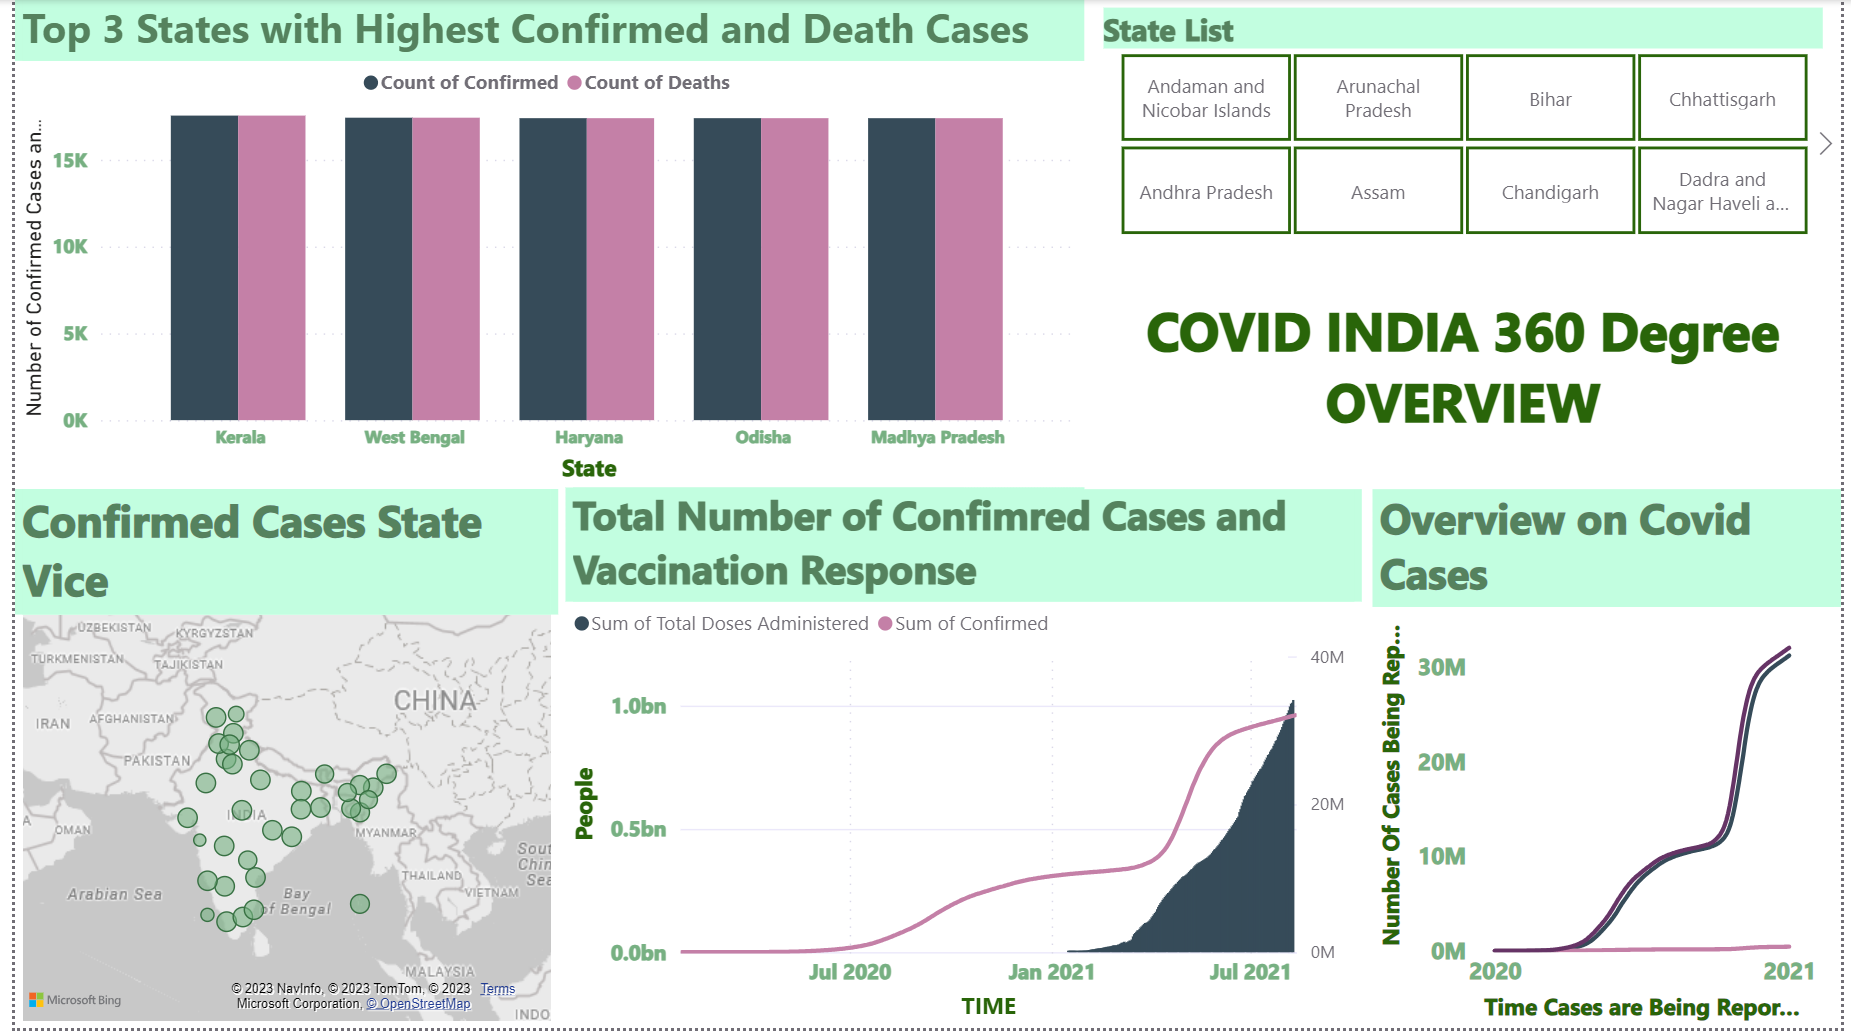 Top 3 States with Highest Confirmed and Death Cases
Count of Confirmed Count of Deaths
Number of Confirmed Cases an...
15K
10K
5K
0K
Kerala West Bengal Haryana Odisha Madhya Pradesh
State
State List
Andaman and
Nicobar Islands
Arunachal
Pradesh
Bihar
Chhattisgarh
Andhra Pradesh
Assam
Chandigarh
Dadra and
Nagar Haveli a...
COVID INDIA 360 Degree
OVERVIEW
Confirmed Cases State
Vice
UZBEKISTAN
KYRGYZSTAN
TURKMENISTAN
TAJIKISTAN
CHINA
IRAN
AFGHANISTAN
PAKISTAN
INDIA
OMAN
MYANMAR
South
Chin
Sea
THAILAND
VIETNAM
Arabian Sea
Bay
of Bengal
MALAYSIA
© 2023 NavInfo, © 2023 TomTom, © 2023 Terms
Microsoft Bing
Microsoft Corporation, © OpenStreetMap
INDO
Total Number of Confimred Cases and
Vaccination Response
Sum of Total Doses Administered Sum of Confirmed
People
1.0bn
0.5bn
0.0bn
40M
20M
0M
Jul 2020 Jan 2021 Jul 2021
TIME
Overview on Covid
Cases
Number Of Cases Being Rep...
30M
20M
10M
0M
2020 2021
Time Cases are Being Repor...